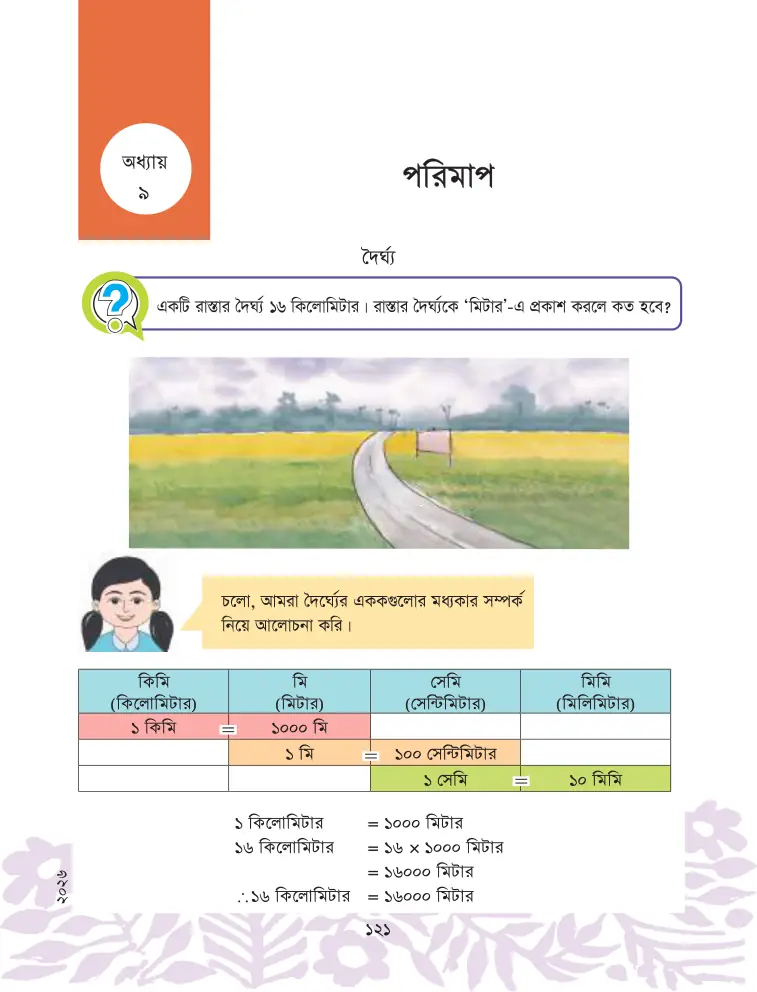 অধ্যায়
৯
পরিমাপ
দৈর্ঘ্য
একটি রাস্তার দৈর্ঘ্য ১৬ কিলোমিটার। রাস্তার দৈর্ঘ্যকে ‘মিটার’-এ প্রকাশ করলে কত হবে?
চলো, আমরা দৈর্ঘ্যের এককগুলোর মধ্যকার সম্পর্ক
নিয়ে আলোচনা করি।
কিমি মি সেমি মিমি
(কিলোমিটার) (মিটার) (সেন্টিমিটার) (মিলিমিটার)
১ কিমি = ১০০০ মি
১ মি = ১০০ সেন্টিমিটার
১ সেমি = ১০ মিমি
১ কিলোমিটার = ১০০০ মিটার
১৬ কিলোমিটার = ১৬ × ১০০০ মিটার
= ১৬০০০ মিটার
∴১৬ কিলোমিটার = ১৬০০০ মিটার
২০২৬
১২১